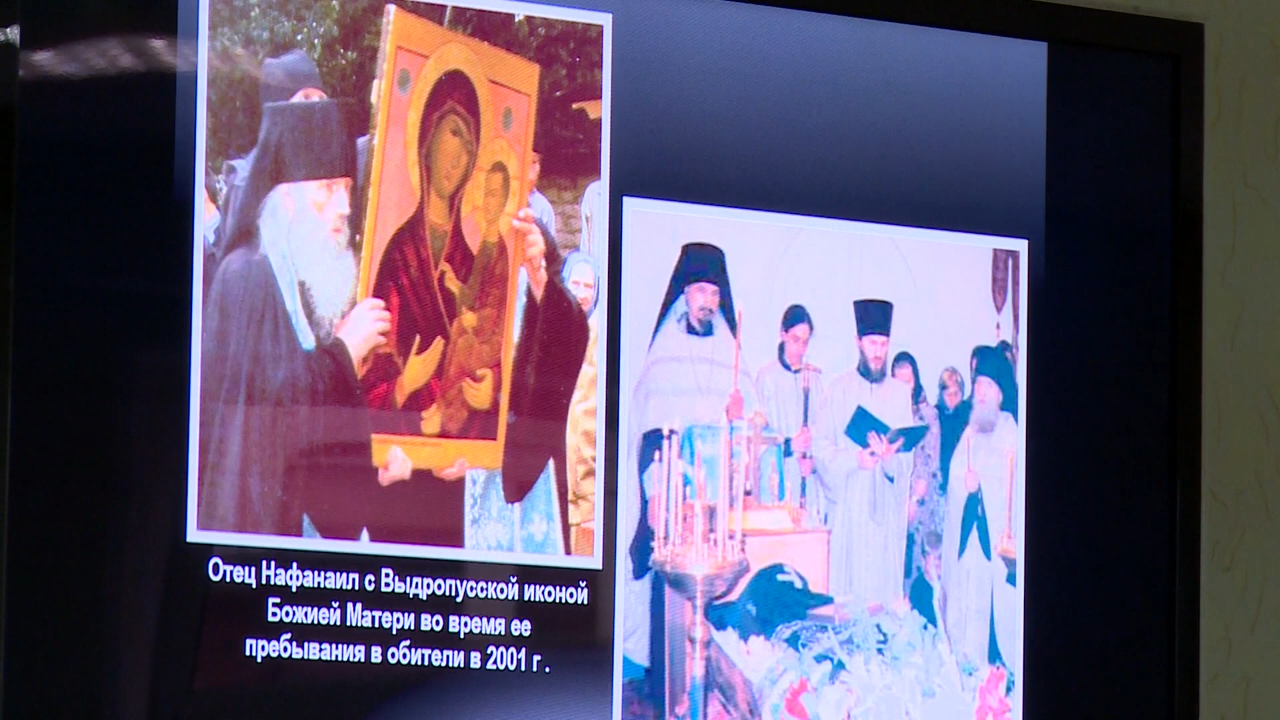 Отец Нафанаил с Выдропусской иконой
Божией Матери во время ее
пребывания в обители в 2001 г .